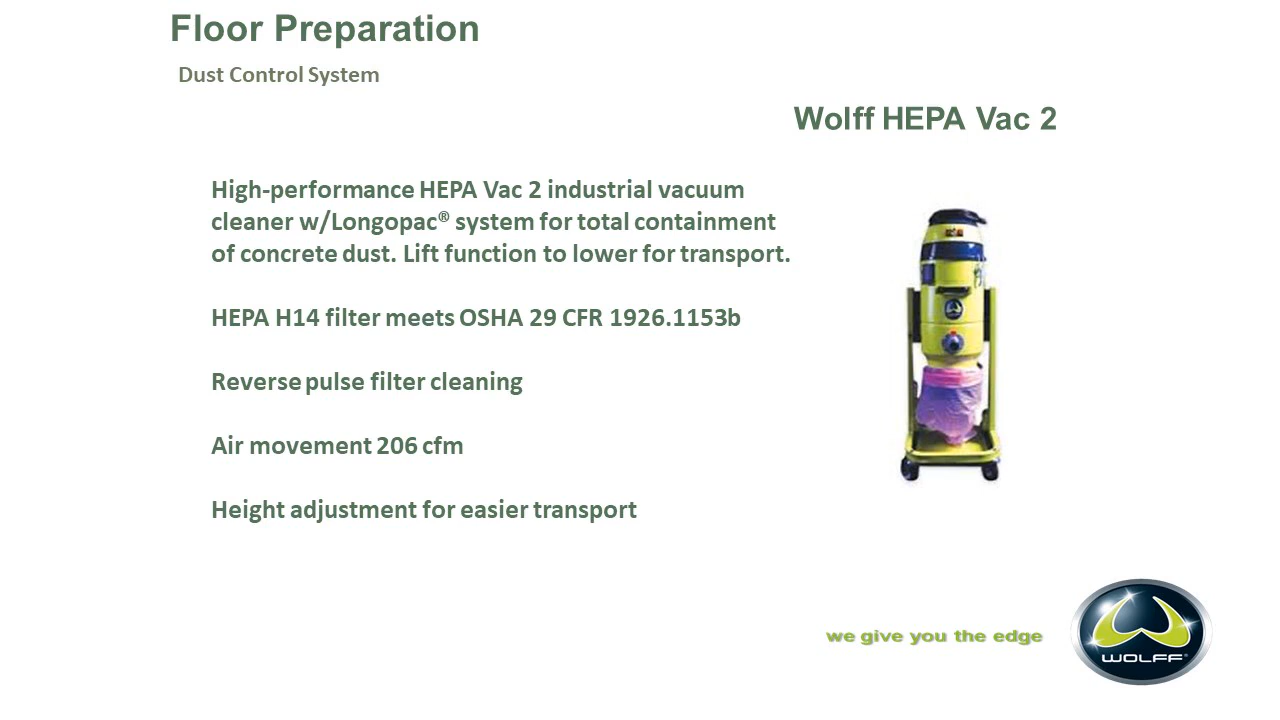 Floor Preparation
Dust Control System
Wolff HEPA Vac 2
High-performance HEPA Vac 2 industrial vacuum
cleaner w/Longopac® system for total containment
of concrete dust. Lift function to lower for transport.
HEPA H14 filter meets OSHA 29 CFR 1926.1153b
Reverse pulse filter cleaning
Air movement 206 cfm
Height adjustment for easier transport
we give you the edge
WOLFF®